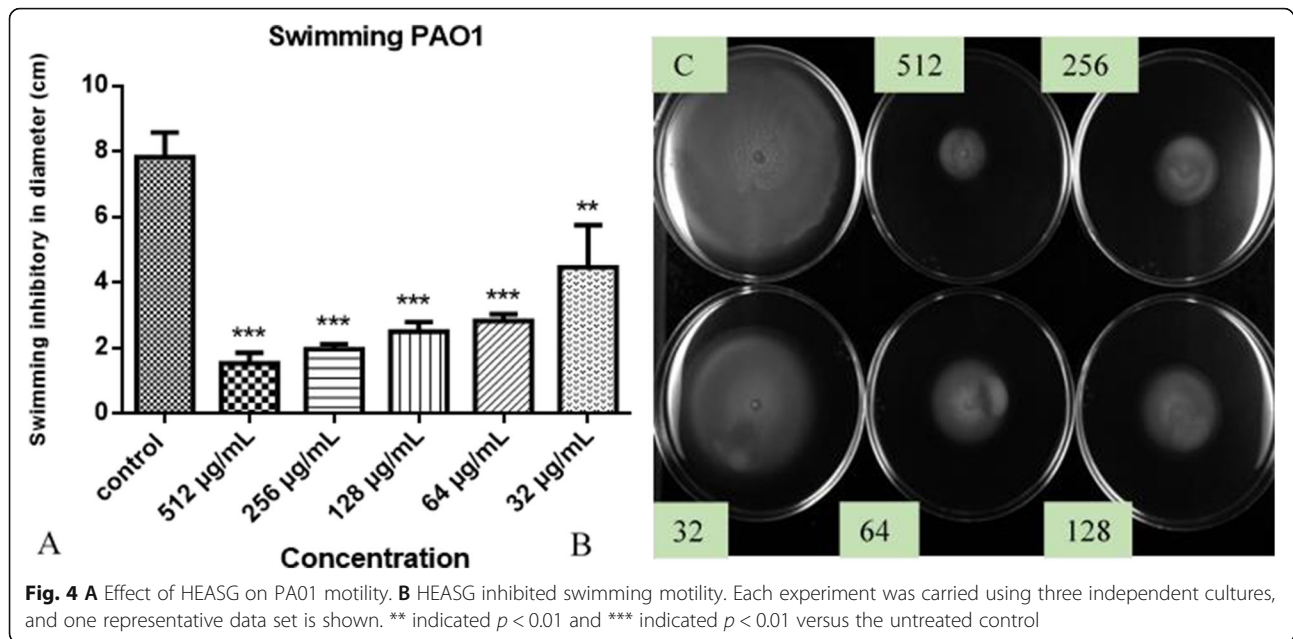 Swimming PAO1
Swimming inhibitory in diameter (cm)
10
8
6
4
2
0
***
***
***
***
**
control
512 µg/mL
256 µg/mL
128 µg/mL
64 µg/mL
32 µg/mL
A
Concentration
B
C
512
256
32
64
128
Fig. 4 A Effect of HEASG on PA01 motility. B HEASG inhibited swimming motility. Each experiment was carried using three independent cultures,
and one representative data set is shown. ** indicated p < 0.01 and *** indicated p < 0.01 versus the untreated control